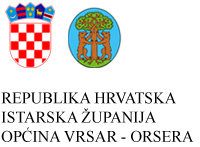 REPUBLIKA HRVATSKA
ISTARSKA ŽUPANIJA
OPĆINA VRSAR - ORSERA